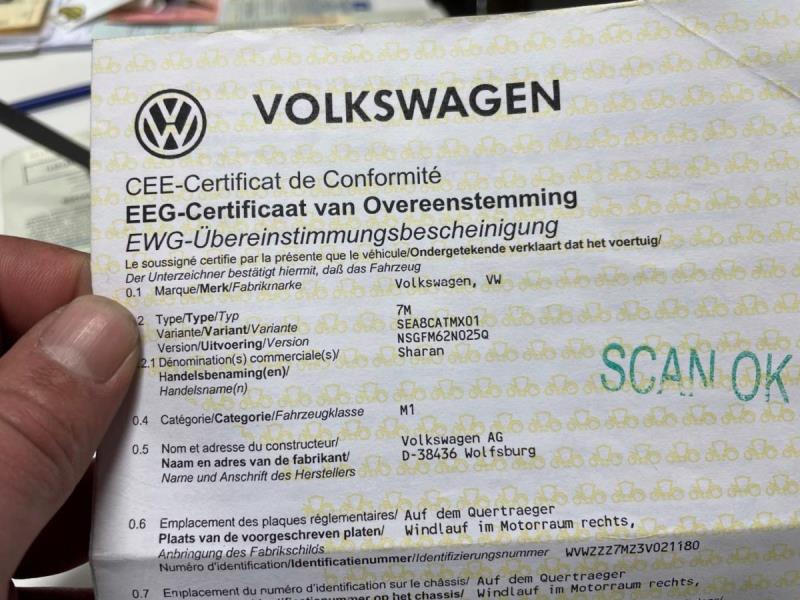 VOLKSWAGEN
CEE-Certificat de Conformité
EEG-Certificaat van Overeenstemming
EWG-Übereinstimmungsbescheinigung
Le soussigné certifie par la présente que le véhicule/Ondergetekende verklaart dat het voertuig/
Der Unterzeichner bestätigt hiermit, daß das Fahrzeug
0.1 Marque/Merk/Fabrikmarke Volkswagen, VW
2 Type/Type/Typ 7M
Variante/Variant/Variante SEA8CATMX01
Version/Uitvoering/Version NSGFM62N025Q
2.1 Dénomination(s) commerciale(s)/ Sharan
Handelsbenaming(en)/
Handelsname(n)
SCAN OK
0.4 Catégorie/Categorie/Fahrzeugklasse M1
0.5 Nom et adresse du constructeur/ Volkswagen AG
Naam en adres van de fabrikant/ D-38436 Wolfsburg
Name und Anschrift des Herstellers
0.6 Emplacement des plaques réglementaires/ Auf dem Quertraeger
Plaats van de voorgeschreven platen/ Windlauf im Motorraum rechts,
Anbringung des Fabrikschilds
Numéro d'identification/Identificatienummer/Identifizierungsnummer WVWZZZ7MZ3V021180
0.7 Emplacement du numéro d'identification sur le châssis/ Auf dem Quertraeger
op het chassis/ Windlauf im Motorraum rechts,